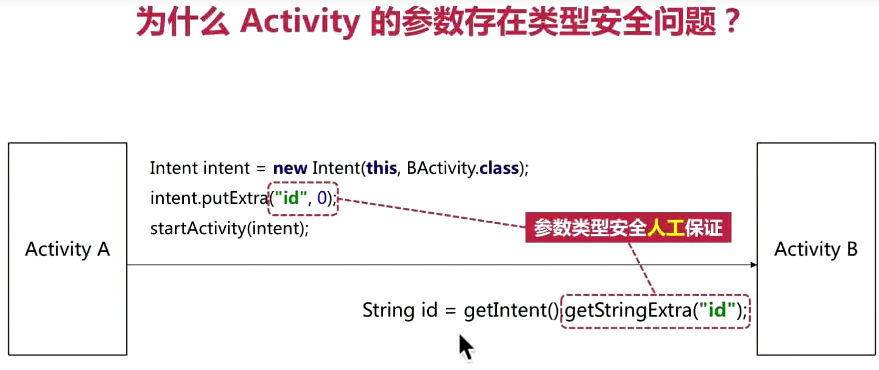 为什么 Activity 的参数存在类型安全问题？
Intent intent = new Intent(this, BActivity.class);
intent.putExtra("id", 0);
startActivity(intent);
Activity A
参数类型安全人工保证
Activity B
String id = getIntent().getStringExtra("id");